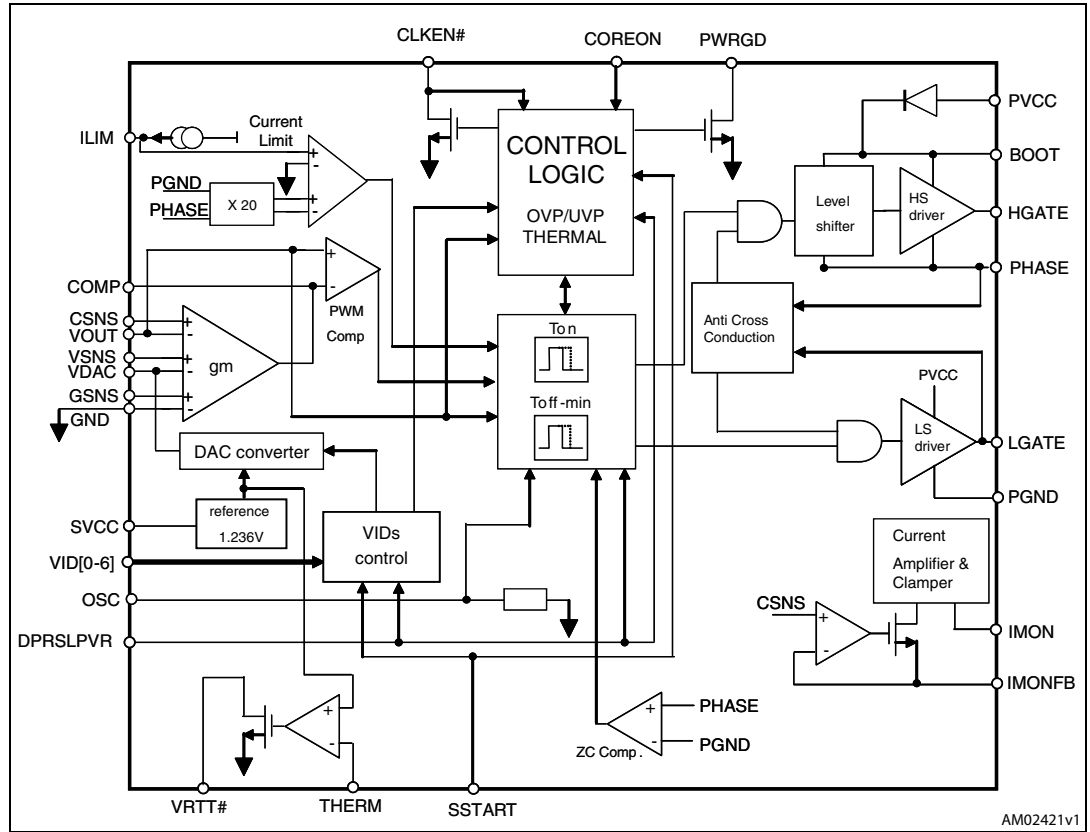 CLKEN#
COREON
PWRGD
PVCC
ILIM
Current
Limit
+
-
PGND
PHASE
X 20
+
-
CONTROL
LOGIC
OVP/UVP
THERMAL
BOOT
Level
shifter
HS
driver
HGATE
PHASE
COMP
+
-
PWM
Comp
CSNS
VOUT
VSNS
VDAC
GSNS
GND
+
-
+
-
+
-
gm
Ton
Toff-min
Anti Cross
Conduction
PVCC
LS
driver
LGATE
PGND
DAC converter
reference
1.236V
SVCC
VIDs
control
VID[0-6]
OSC
DPRSLPVR
Current
Amplifier &
Clamper
CSNS
+
-
IMON
IMONFB
+
-
PHASE
PGND
ZC Comp.
+
-
VRTT#
THERM
SSTART
AM02421v1